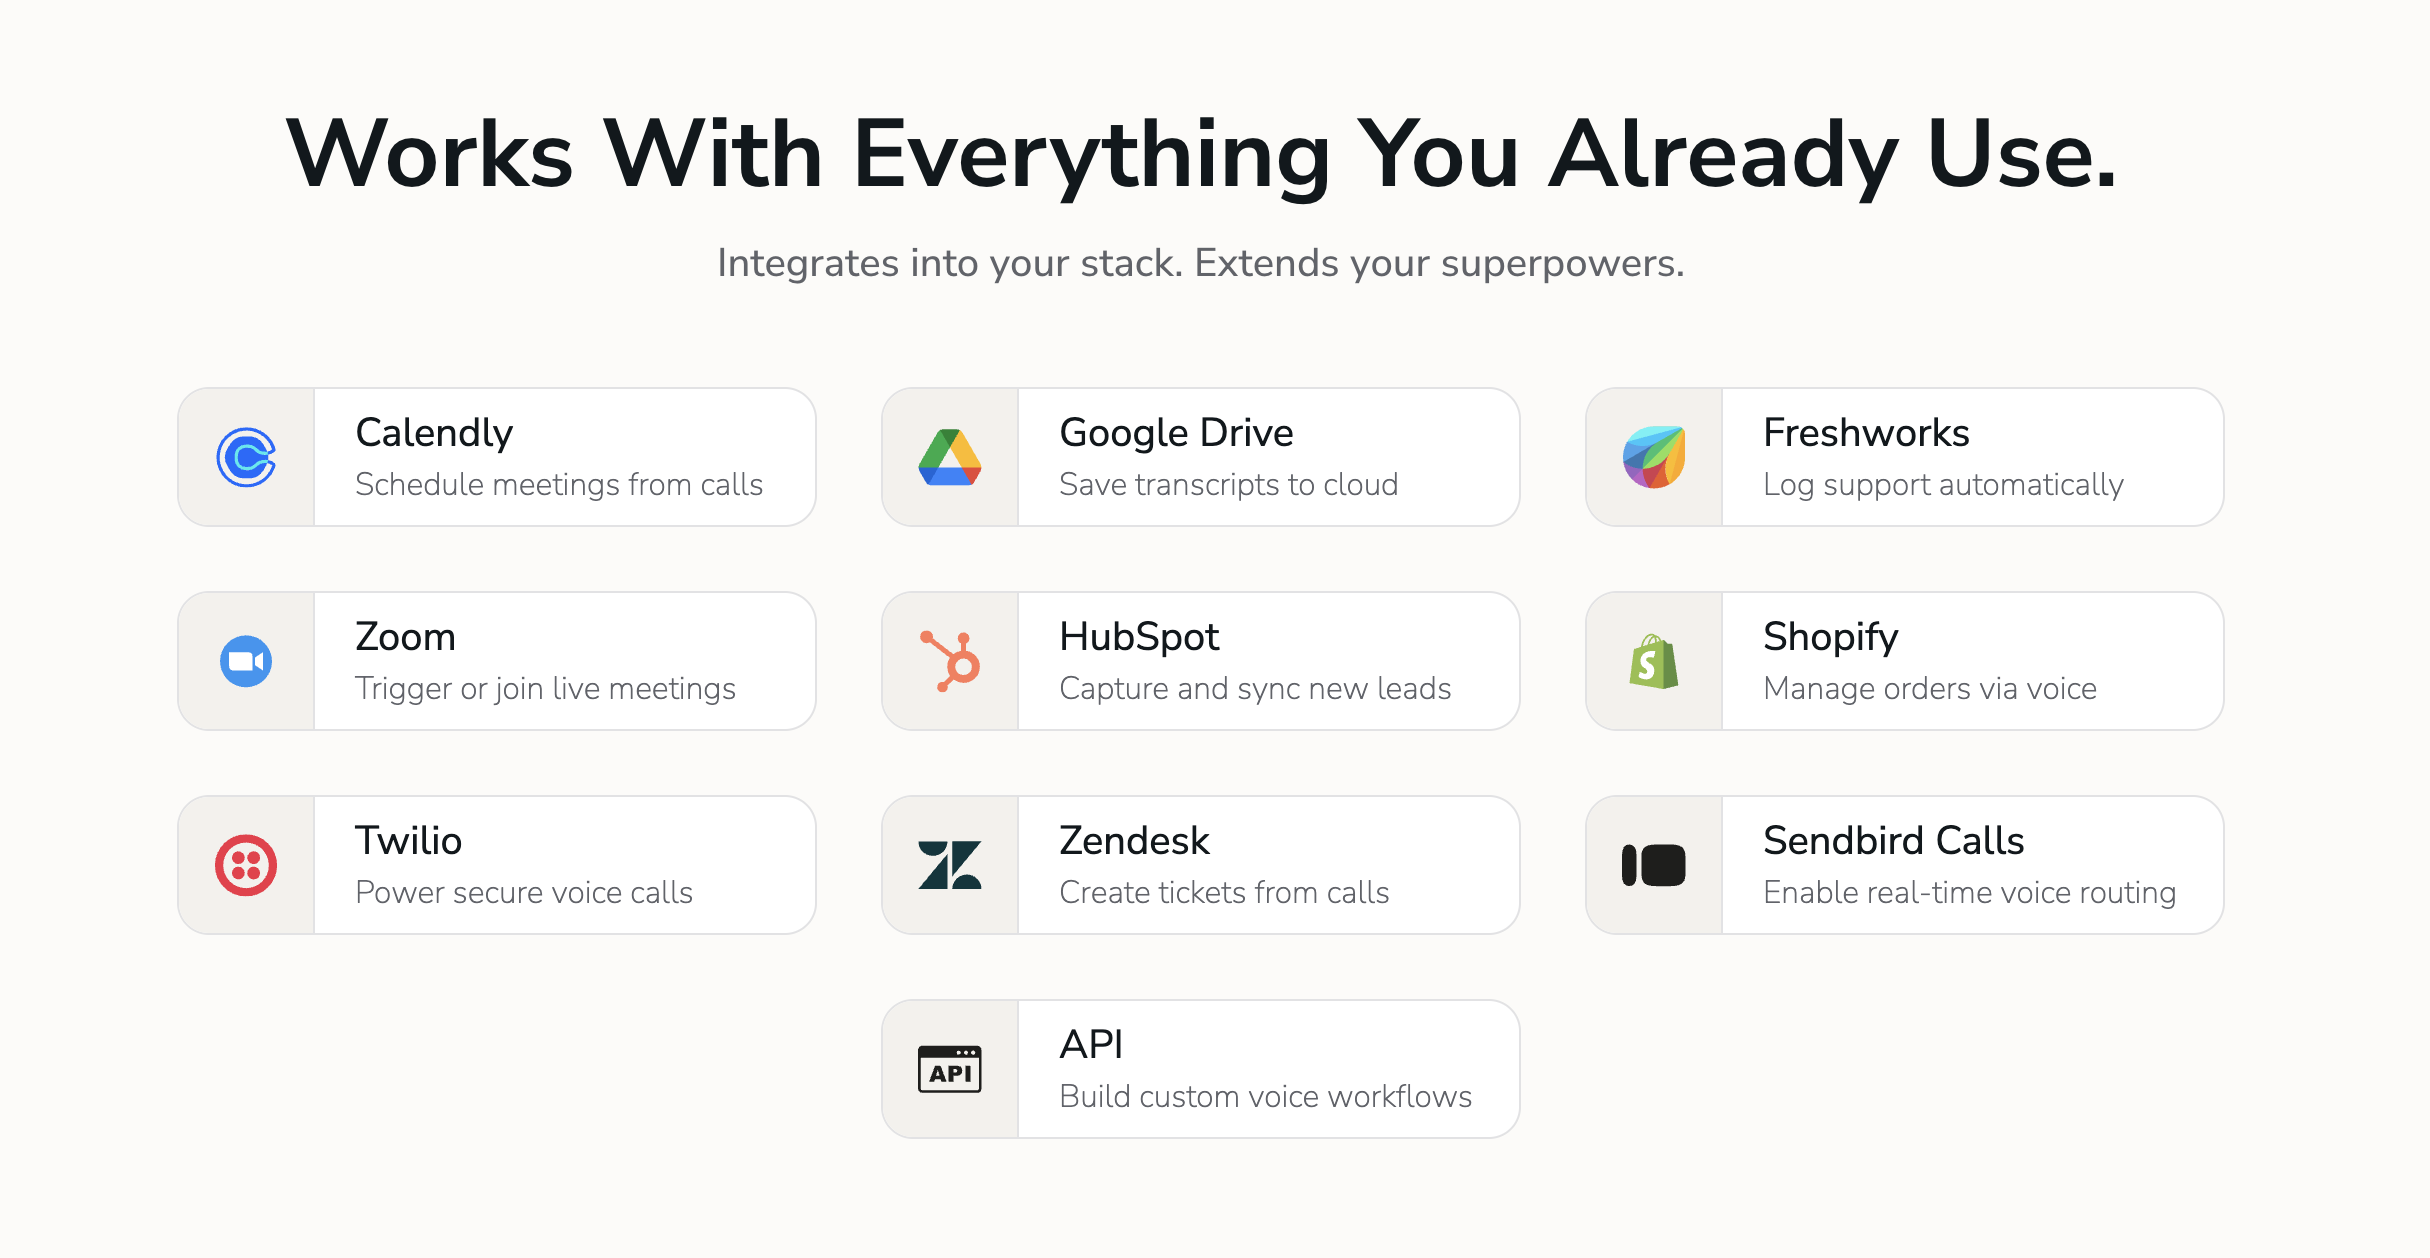 Works With Everything You Already Use.
Integrates into your stack. Extends your superpowers.
Calendly
Schedule meetings from calls
Google Drive
Save transcripts to cloud
Freshworks
Log support automatically
Zoom
Trigger or join live meetings
HubSpot
Capture and sync new leads
Shopify
Manage orders via voice
Twilio
Power secure voice calls
Zendesk
Create tickets from calls
Sendbird Calls
Enable real-time voice routing
API
API
Build custom voice workflows